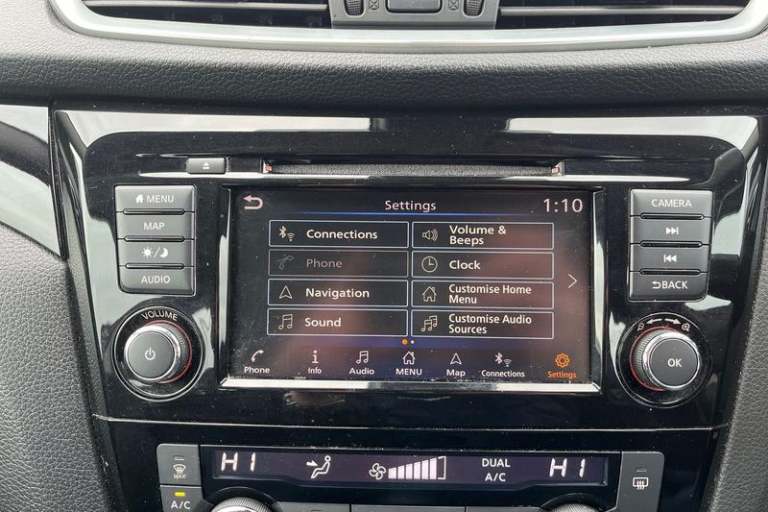 MENU
MAP
AUDIO
VOLUME
Settings
1:10
Connections
Volume &
Beeps
Phone
Clock
Navigation
Customise Home
Menu
Sound
Customise Audio
Sources
Phone
Info
Audio
MENU
Map
Connections
Settings
CAMERA
BACK
OK
HI
DUAL
A/C
HI
A/C